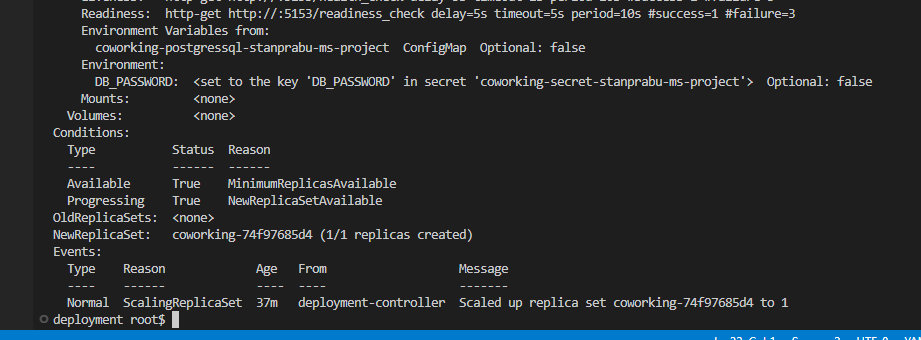 Readiness:  http-get http://:5153/readiness_check delay=5s timeout=5s period=10s #success=1 #failure=3
Environment Variables from:
coworking-postgressql-stanprabu-ms-project  ConfigMap  Optional: false
Environment:
DB_PASSWORD:  <set to the key 'DB_PASSWORD' in secret 'coworking-secret-stanprabu-ms-project'>  Optional: false
Mounts:         <none>
Volumes:          <none>
Conditions:
Type           Status  Reason
----           ------  ------
Available      True    MinimumReplicasAvailable
Progressing    True    NewReplicaSetAvailable
OldReplicaSets:  <none>
NewReplicaSet:   coworking-74f97685d4 (1/1 replicas created)
Events:
Type    Reason             Age   From                   Message
----    ------             ----  ----                   -------
Normal  ScalingReplicaSet  37m   deployment-controller  Scaled up replica set coworking-74f97685d4 to 1
deployment root$